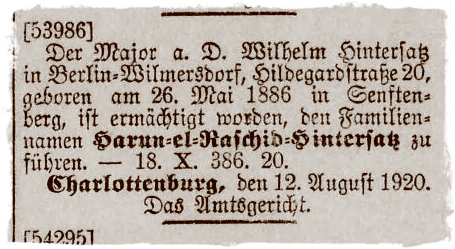 [53986]
Der Major a. D. Wilhelm Hintersatz
in Berlin-Wilmersdorf, Hildegardstraße 20,
geboren am 26. Mai 1886 in Senften-
berg, ist ermächtigt worden, den Familien-
namen Harun-el-Raschid-Hintersatz zu
führen. — 18. X. 386. 20.
Charlottenburg, den 12. August 1920.
Das Amtsgericht.
[54295]